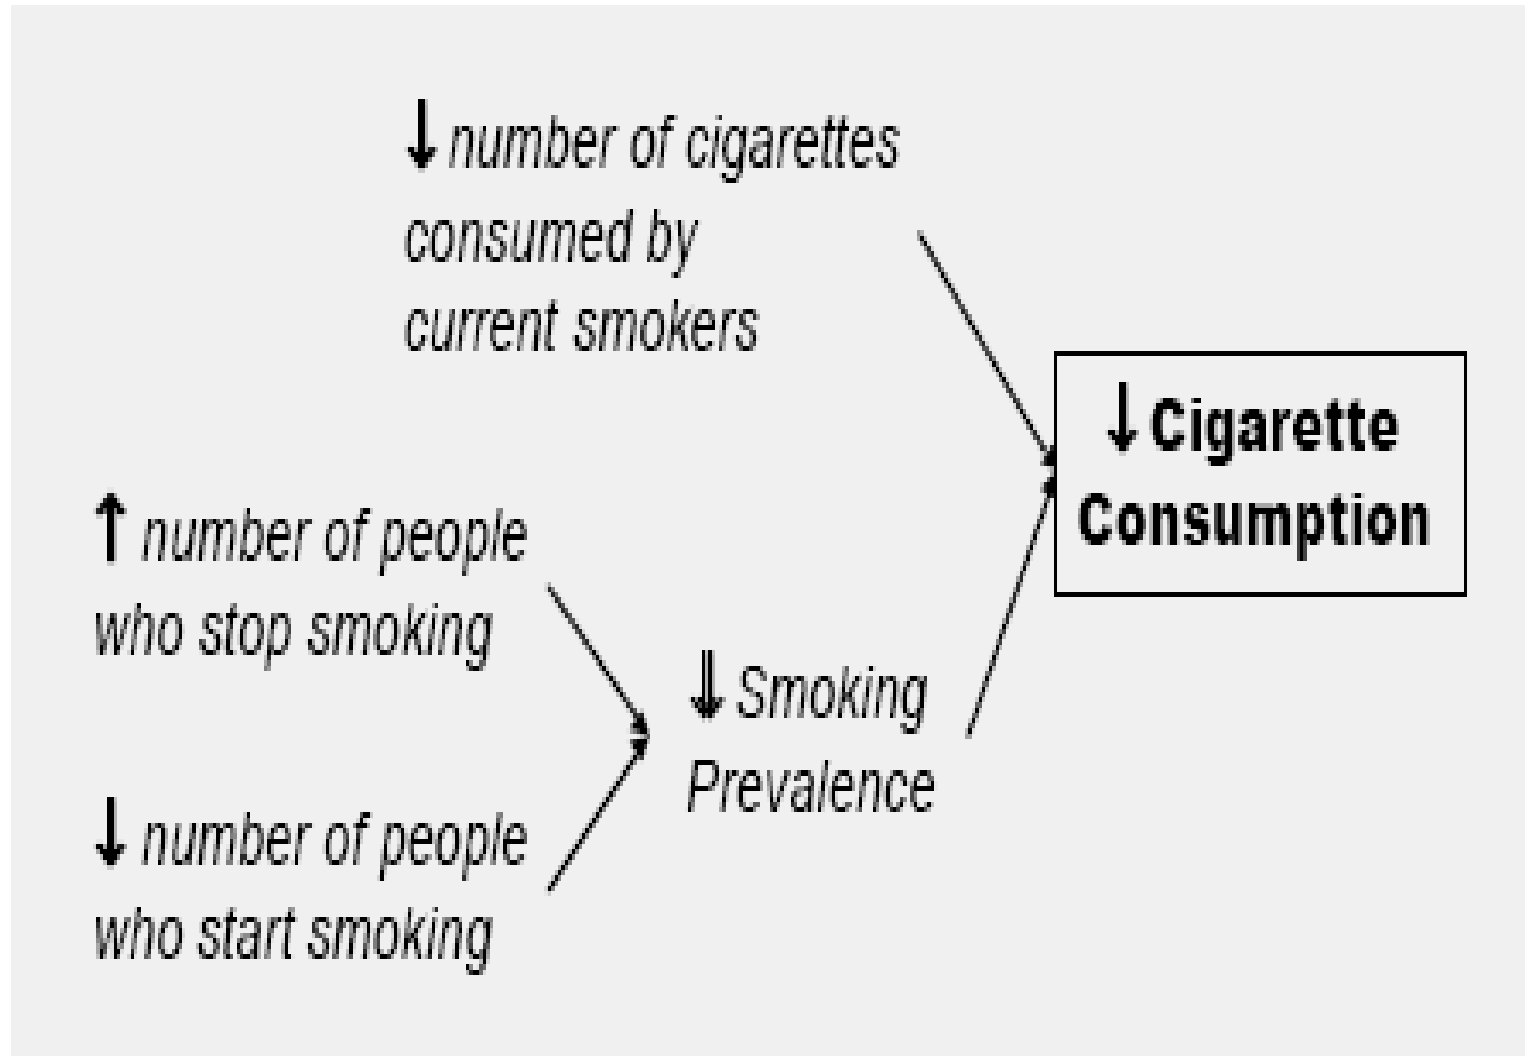 ↓ number of cigarettes
consumed by
current smokers
↓ Cigarette
Consumption
↑ number of people
who stop smoking
⇓ Smoking
Prevalence
↓ number of people
who start smoking